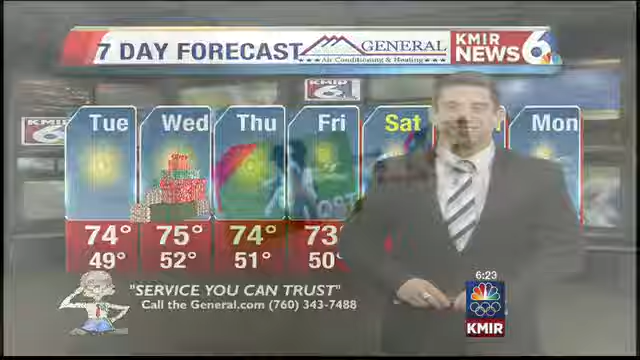 7 DAY FORECAST
GENERAL
Air Conditioning & Heating
KMIR
NEWS 6
KMIR
6
KMIR
6
Tue Wed Thu Fri Sat Mon
74° 75° 74° 73°
49° 52° 51° 50°
"SERVICE YOU CAN TRUST"
Call the General.com (760) 343-7488
6:23
KMIR